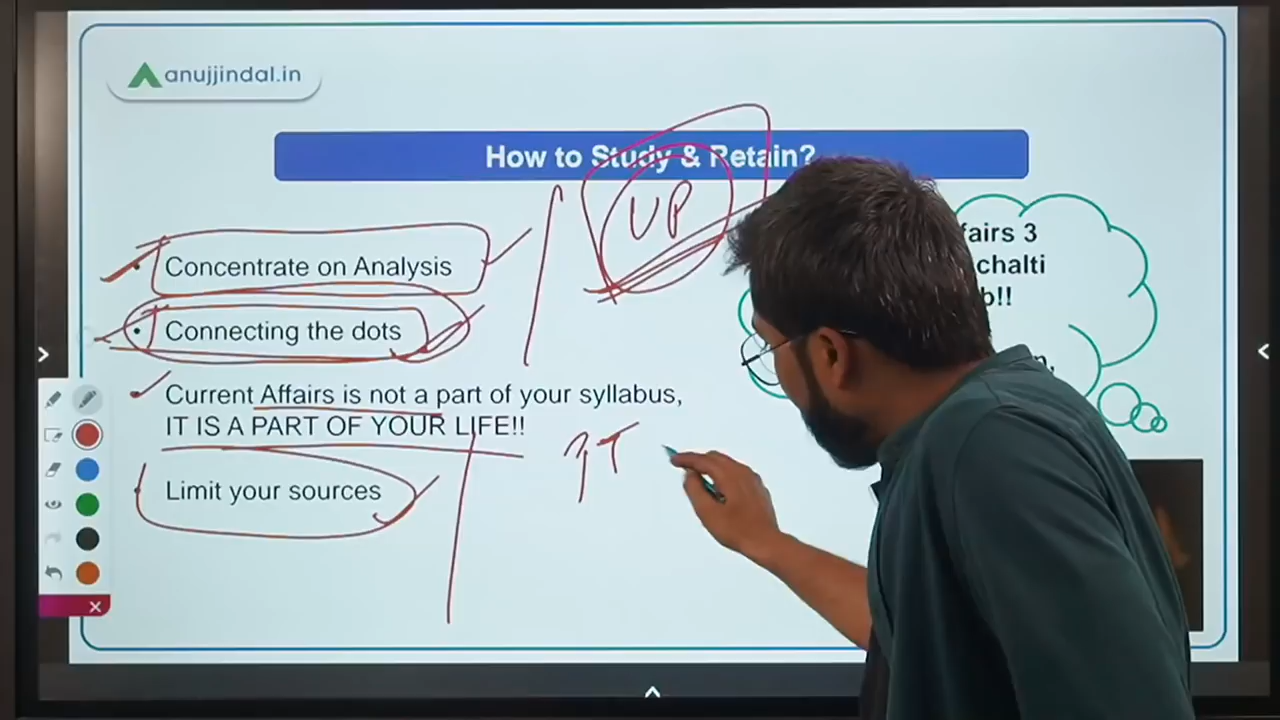 anujjindal.in
How to Study & Retain?
UP
fairs 3
Concentrate on Analysis
chalti
b!!
Connecting the dots
Current Affairs is not a part of your syllabus,
IT IS A PART OF YOUR LIFE!!
Limit your sources